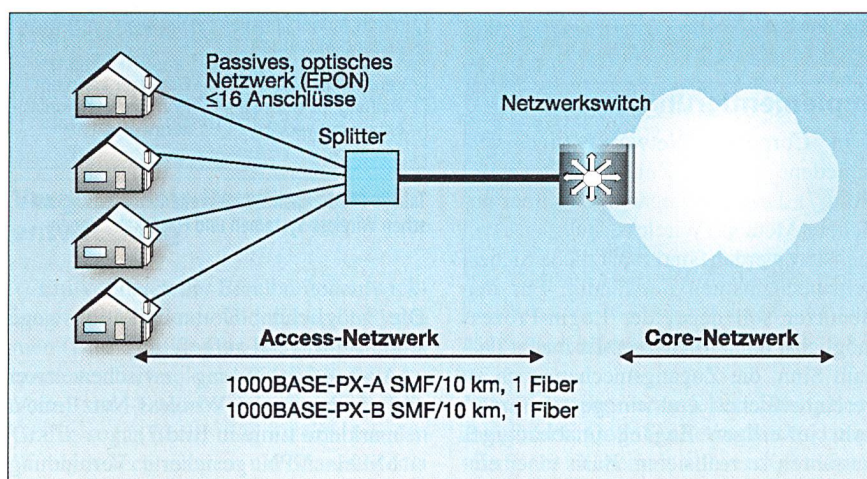 Passives, optisches
Netzwerk (EPON)
≤16 Anschlüsse
Splitter
Netzwerkswitch
Access-Netzwerk
Core-Netzwerk
1000BASE-PX-A SMF/10 km, 1 Fiber
1000BASE-PX-B SMF/10 km, 1 Fiber